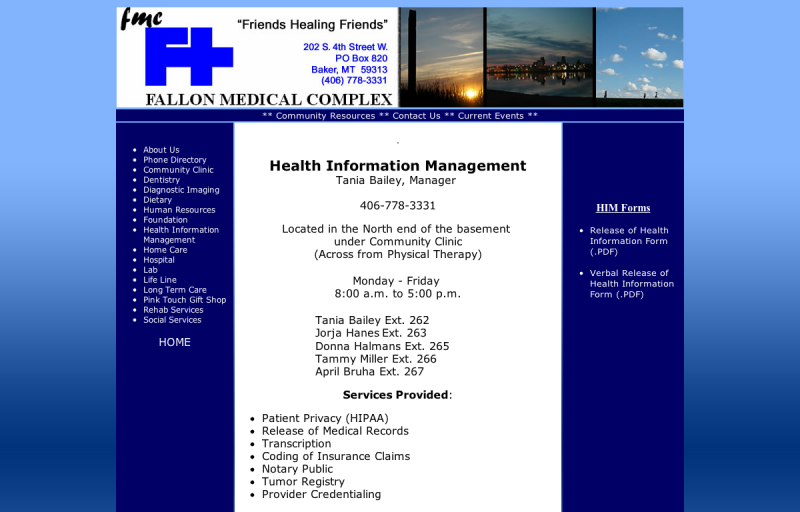 fmc
"Friends Healing Friends"
202 S. 4th Street W.
PO Box 820
Baker, MT 59313
(406) 778-3331
FALLON MEDICAL COMPLEX
** Community Resources ** Contact Us ** Current Events **
About Us
Phone Directory
Community Clinic
Dentistry
Diagnostic Imaging
Dietary
Human Resources
Foundation
Health Information
Management
Home Care
Hospital
Lab
Life Line
Long Term Care
Pink Touch Gift Shop
Rehab Services
Social Services
HOME
.
Health Information Management
Tania Bailey, Manager
406-778-3331
Located in the North end of the basement
under Community Clinic
(Across from Physical Therapy)
Monday - Friday
8:00 a.m. to 5:00 p.m.
Tania Bailey Ext. 262
Jorja Hanes Ext. 263
Donna Halmans Ext. 265
Tammy Miller Ext. 266
April Bruha Ext. 267
Services Provided:
Patient Privacy (HIPAA)
Release of Medical Records
Transcription
Coding of Insurance Claims
Notary Public
Tumor Registry
Provider Credentialing
HIM Forms
Release of Health
Information Form
(.PDF)
Verbal Release of
Health Information
Form (.PDF)